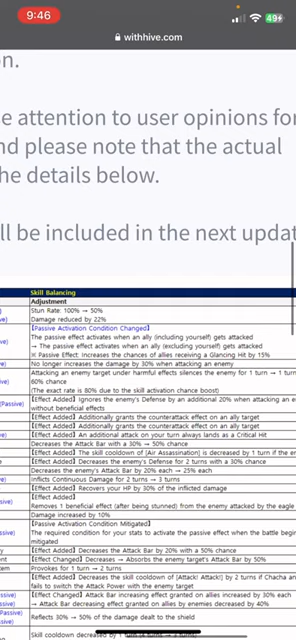 9:46
49
withhive.com
on.
e attention to user opinions for
nd please note that the actual
he details below.
ll be included in the next updat
Skill Balancing
Adjustment
Stun Rate: 100% → 50%
ve) Damage reduced by 22%
【Passive Activation Condition Changed】
The passive effect activates when an ally (including yourself) gets attacked
→ The passive effect activates when an ally (excluding yourself) gets attacked
※ Passive Effect: Increases the chances of allies receiving a Glancing Hit by 15%
No longer increases the damage by 30% when attacking an enemy
Attacking an enemy target under harmful effects silences the enemy for 1 turn → 1 turn
60% chance
(The exact rate is 80% due to the skill activation chance boost)
(Passive) 【Effect Added】 Ignores the enemy's Defense by an additional 20% when attacking an e
without beneficial effects
【Effect Added】 Additionally grants the counterattack effect on an ally target
【Effect Added】 Additionally grants the counterattack effect on an ally target
【Effect Added】 An additional attack on your turn always lands as a Critical Hit
Decreases the Attack Bar with a 30% → 50% chance
【Effect Added】 The skill cooldown of [Air Assassination] is decreased by 1 turn if the en
【Effect Added】 Decreases the enemy's Defense for 2 turns with a 30% chance
Decreases the enemy's Attack Bar by 20% each → 25% each
Inflicts Continuous Damage for 2 turns → 3 turns
【Effect Added】 Recovers your HP by 30% of the inflicted damage
【Effect Added】
Removes 1 beneficial effect (after being stunned) from the enemy attacked by the eagle
Damage increased by 10%
【Passive Activation Condition Mitigated】
The required condition for your stats to activate the passive effect when the battle begin
mitigated
【Effect Added】 Decreases the Attack Bar by 20% with a 50% chance
【Effect Changed】 Decreases → Absorbs the enemy target's Attack Bar by 50%
Provokes for 1 turn → 2 turns
【Effect Added】 Decreases the skill cooldown of [Attack! Attack!] by 2 turns if Chacha an
fails to switch the Attack Power with the enemy target
【Effect Changed】 Attack Bar increasing effect granted on allies increased by 30% each
→ Attack Bar decreasing effect granted on allies by enemies decreased by 40%
Reflects 30% → 50% of the damage dealt to the shield
Skill cooldown decreased by